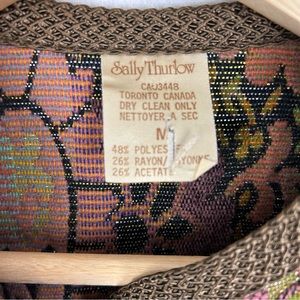 Sally Thurlow
CA03448
TORONTO CANADA
DRY CLEAN ONLY
NETTOYER A SEC
M
48% POLYES
26% RAYON/
26% ACETATE